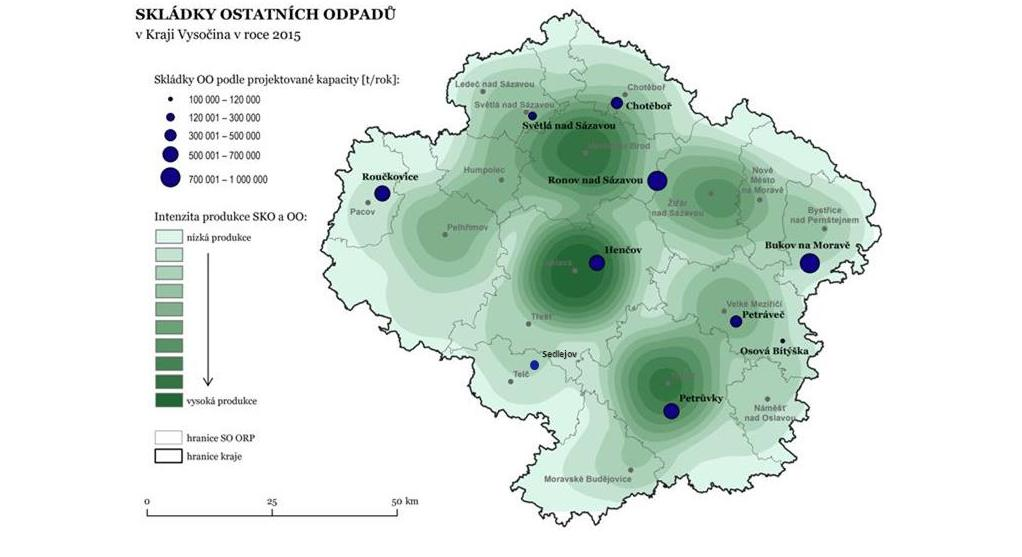 SKLÁDKY OSTATNÍCH ODPADŮ
v Kraji Vysočina v roce 2015
Skládky OO podle projektované kapacity [t/rok]:
100 000 – 120 000
120 001 – 300 000
300 001 – 500 000
500 001 – 700 000
700 001 – 1 000 000
Intenzita produkce SKO a OO:
nízká produkce
vysoká produkce
hranice SO ORP
hranice kraje
0 25 50 km
Ledeč nad Sázavou
Chotěboř
Chotěboř
Světlá nad Sázavou
Světlá nad Sázavou
Brod
Humpolec
Roučkovice
Pacov
Ronov nad Sázavou
Nové
Město
na Moravě
Žďár
nad Sázavou
Bystřice
nad Pernštejnem
Pelhřimov
Henčov
Bukov na Moravě
Velké Meziříčí
Petráveč
Třešť
Osová Bítýška
Sedlejov
Telč
Petrůvky
Náměšť
nad Oslavou
Moravské Budějovice